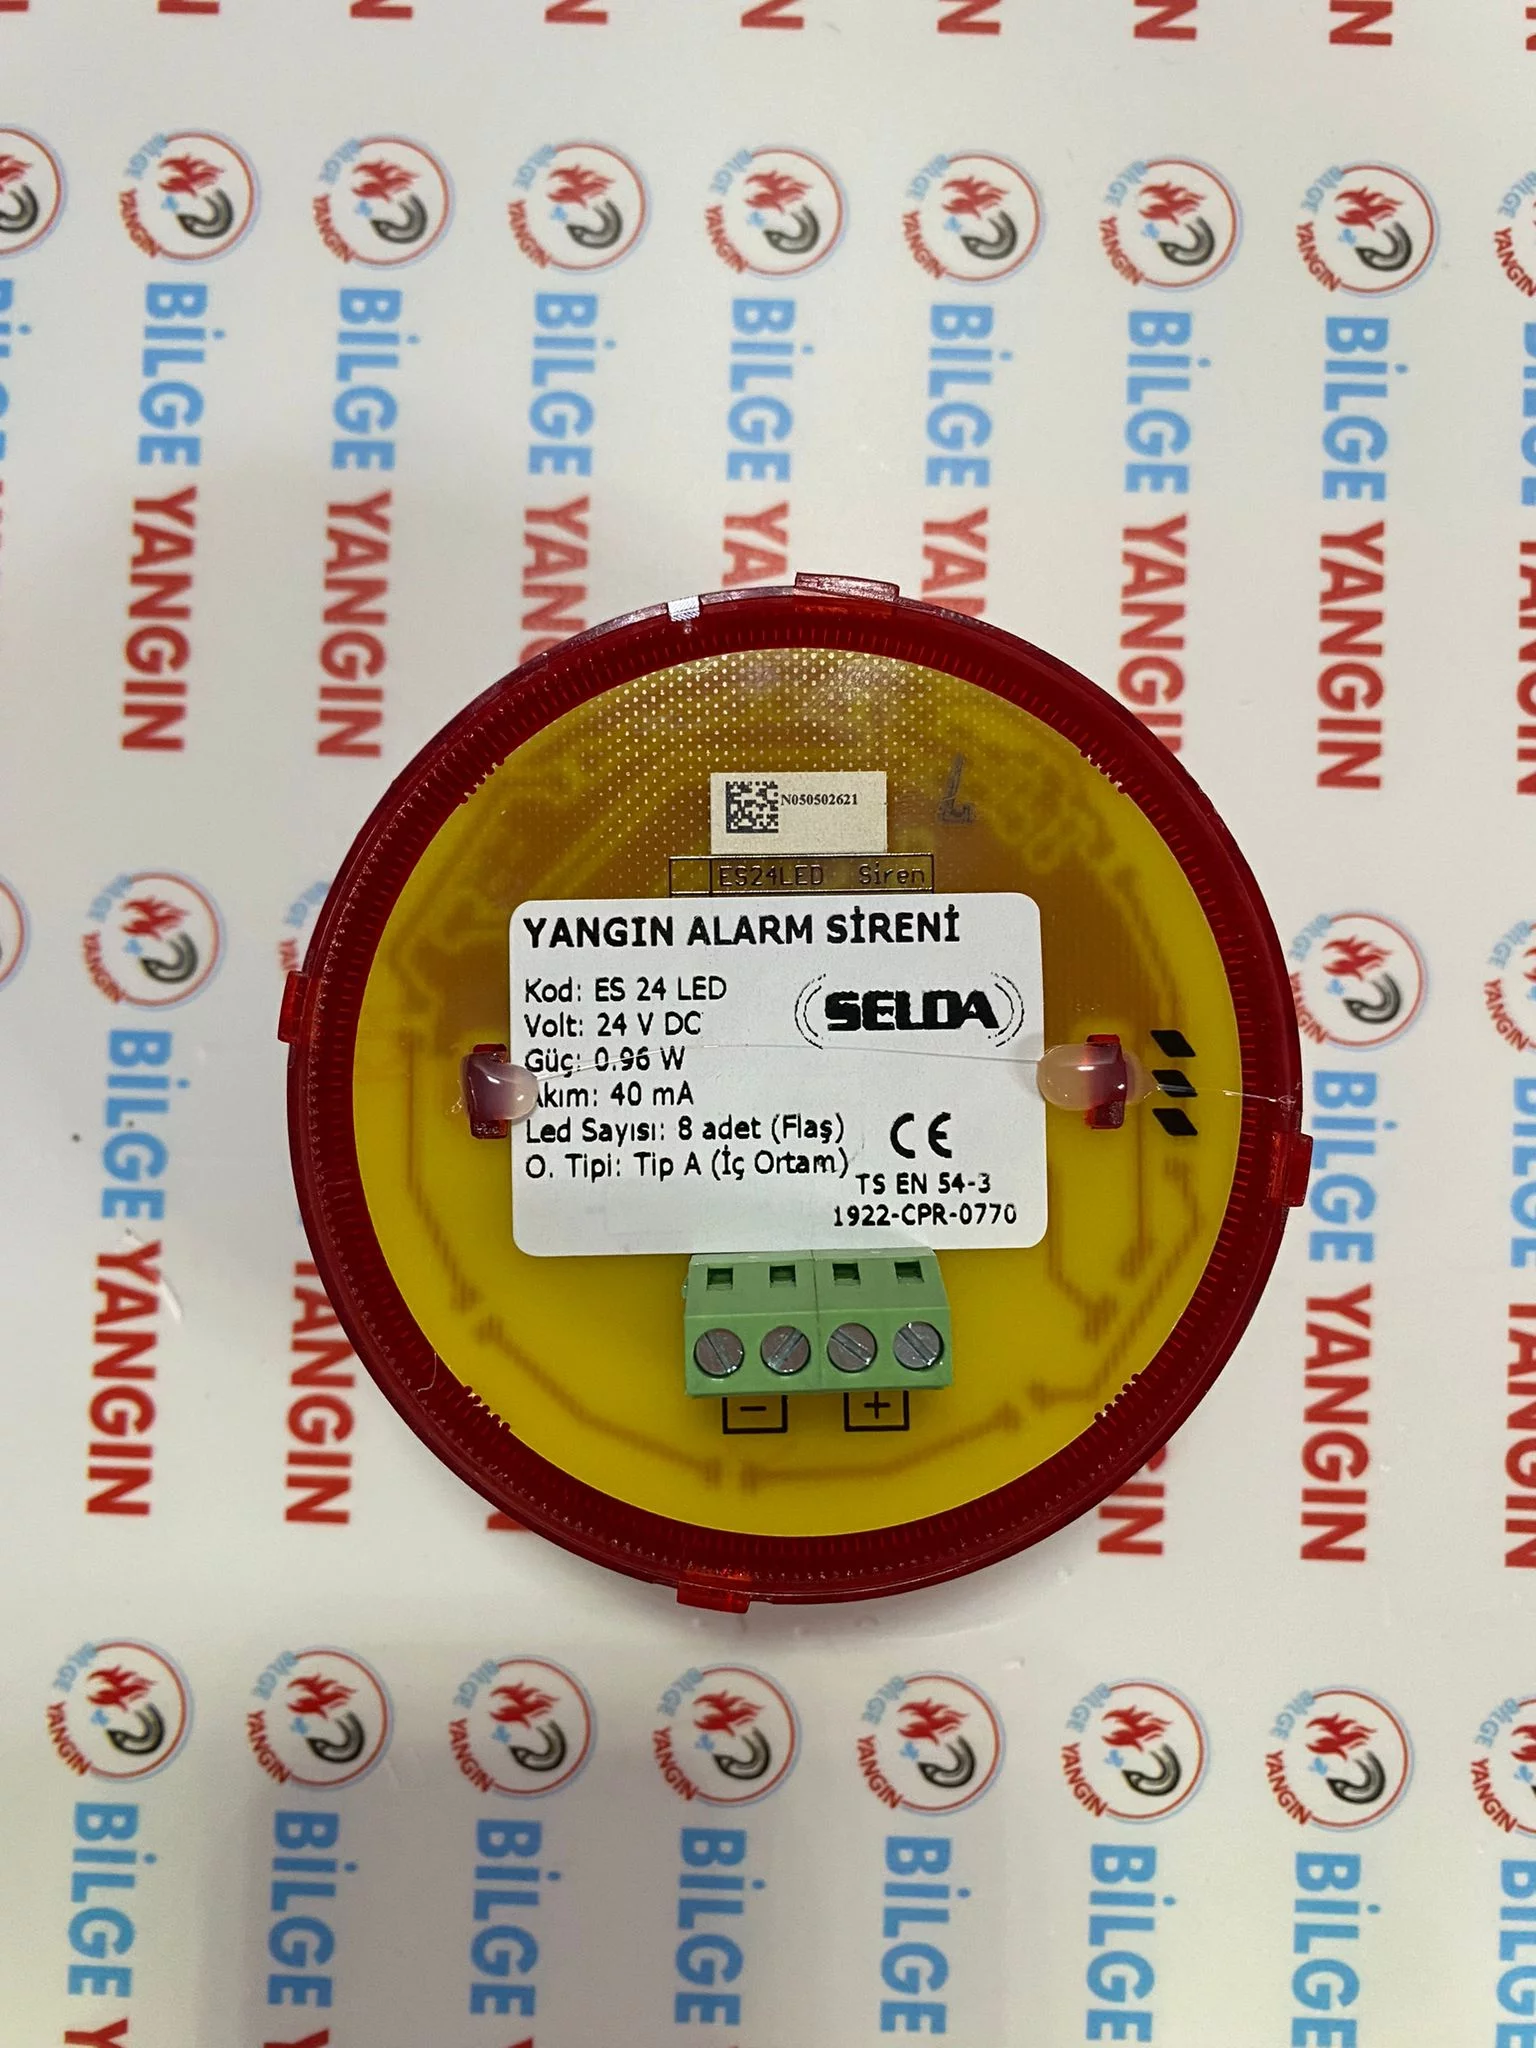 BİLGE YANGIN
N050502621
ES24LED Siren
YANGIN ALARM SİRENİ
Kod: ES 24 LED
SELDA
Volt: 24 V DC
Güç: 0.96 W
Akım: 40 mA
Led Sayısı: 8 adet (Flaş)
CE
O. Tipi: Tip A (İç Ortam)
TS EN 54-3
1922-CPR-0770
- +